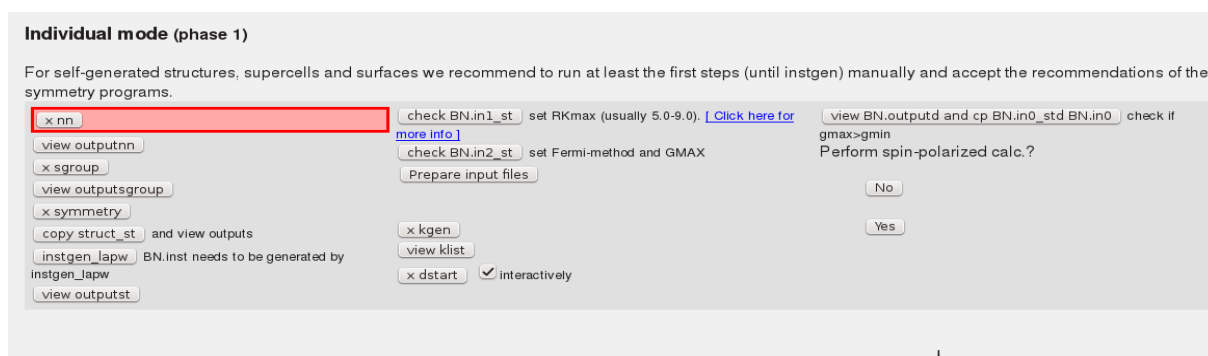 Individual mode (phase 1)
For self-generated structures, supercells and surfaces we recommend to run at least the first steps (until instgen) manually and accept the recommendations of the
symmetry programs.
x nn
view outputnn
x sgroup
view outputsgroup
x symmetry
copy struct_st and view outputs
instgen_lapw BN.inst needs to be generated by
instgen_lapw
view outputst
check BN.in1_st set RKmax (usually 5.0-9.0). [ Click here for
more info ]
check BN.in2_st set Fermi-method and GMAX
Prepare input files
x kgen
view klist
x dstart interactively
view BN.outputd and cp BN.in0_std BN.in0 check if
gmax>gmin
Perform spin-polarized calc.?
No
Yes